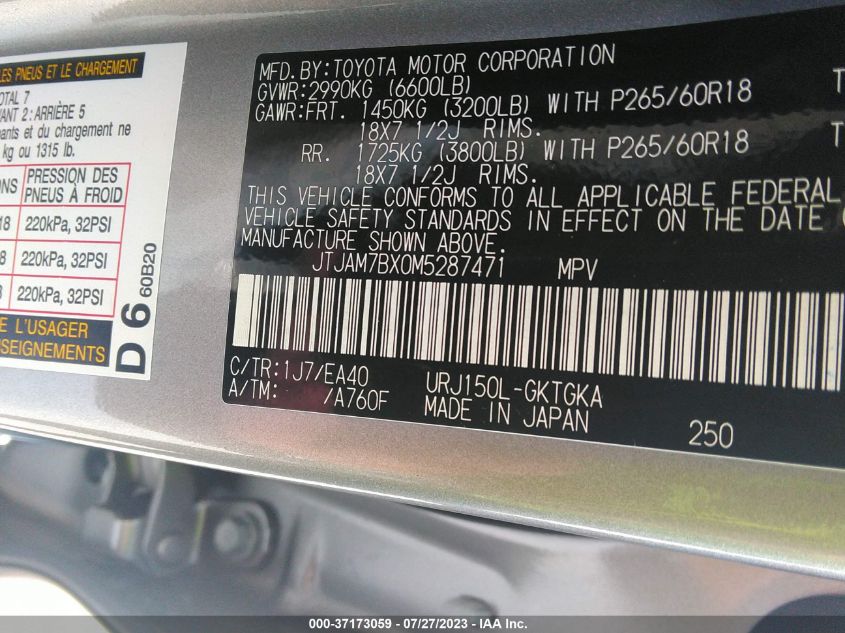 LES PNEUS ET LE CHARGEMENT
TOTAL 7
AVANT 2: ARRIÈRE 5
et du chargement ne
kg ou 1315 lb.
PRESSION DES
PNEUS À FROID
18 220kPa, 32PSI
8 220kPa, 32PSI
220kPa, 32PSI
E L'USAGER
D 6 60B20
MFD.BY:TOYOTA MOTOR CORPORATION
GVWR:2990KG (6600LB)
GAWR:FRT. 1450KG (3200LB) WITH P265/60R18
18X7 1/2J RIMS.
RR. 1725KG (3800LB) WITH P265/60R18
18X7 1/2J RIMS.
THIS VEHICLE CONFORMS TO ALL APPLICABLE FEDERAL
VEHICLE SAFETY STANDARDS IN EFFECT ON THE DATE
MANUFACTURE SHOWN ABOVE.
JTJAM7BX0M5287471 MPV
C/TR:1J7/EA40 URJ150L-GKTGKA
A/TM: /A760F MADE IN JAPAN 250
000-37173059 - 07/27/2023 - IAA Inc.